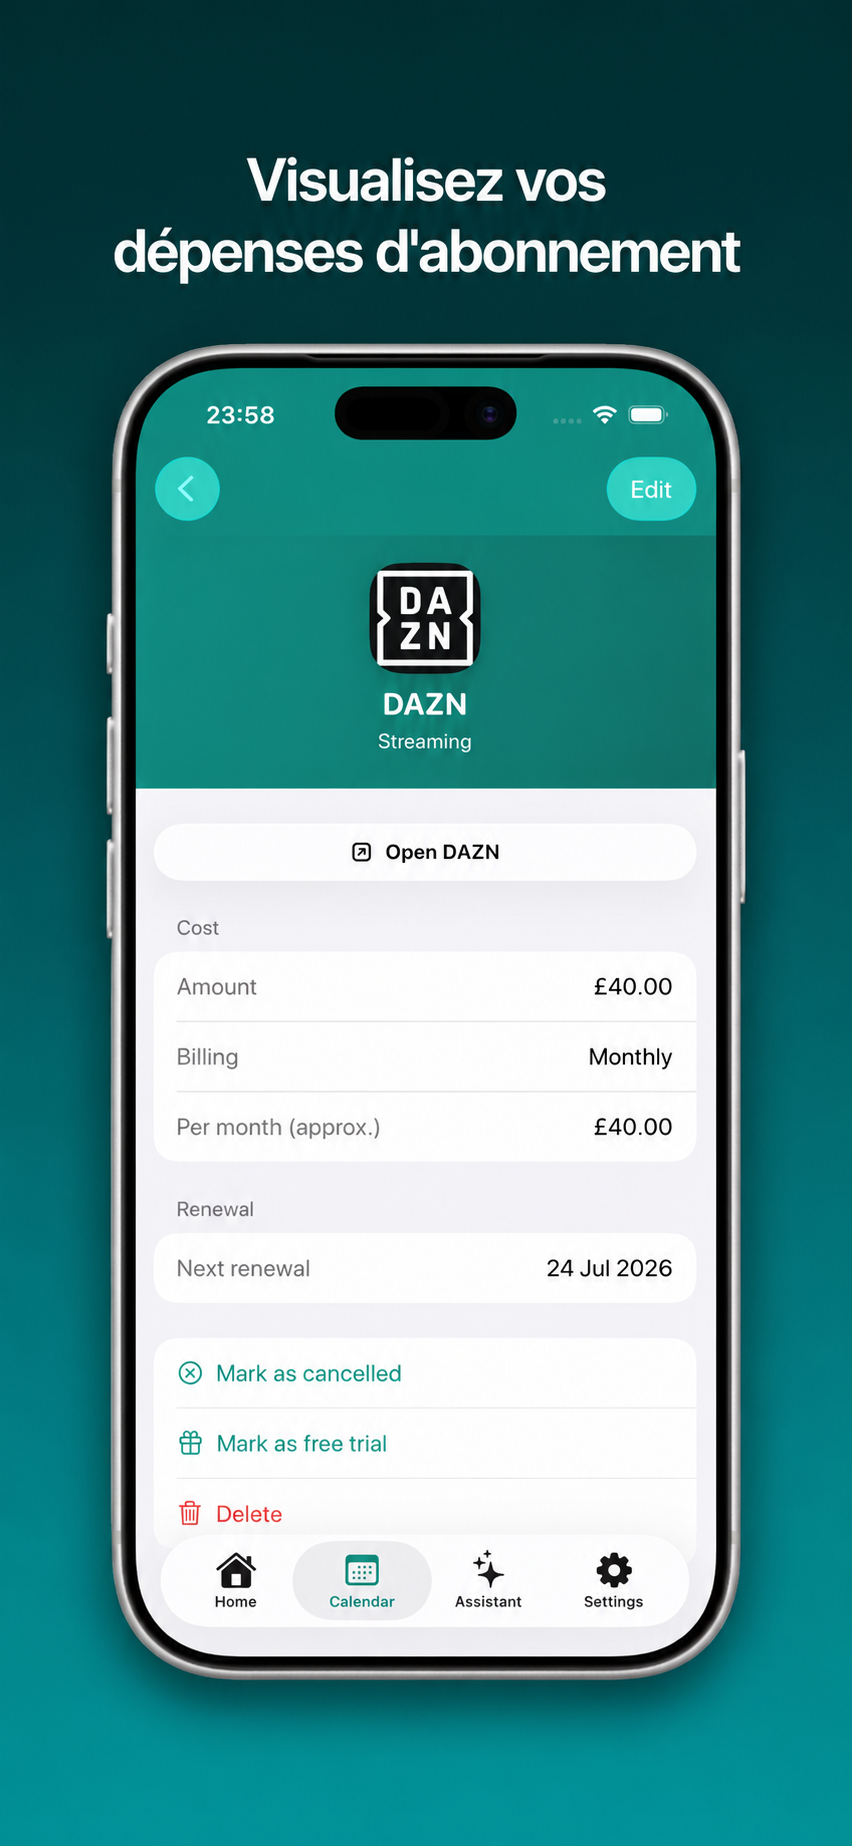 Visualisez vos
dépenses d'abonnement
23:58
Edit
DA
ZN
DAZN
Streaming
Open DAZN
Cost
Amount £40.00
Billing Monthly
Per month (approx.) £40.00
Renewal
Next renewal 24 Jul 2026
Mark as cancelled
Mark as free trial
Delete
Home Calendar Assistant Settings